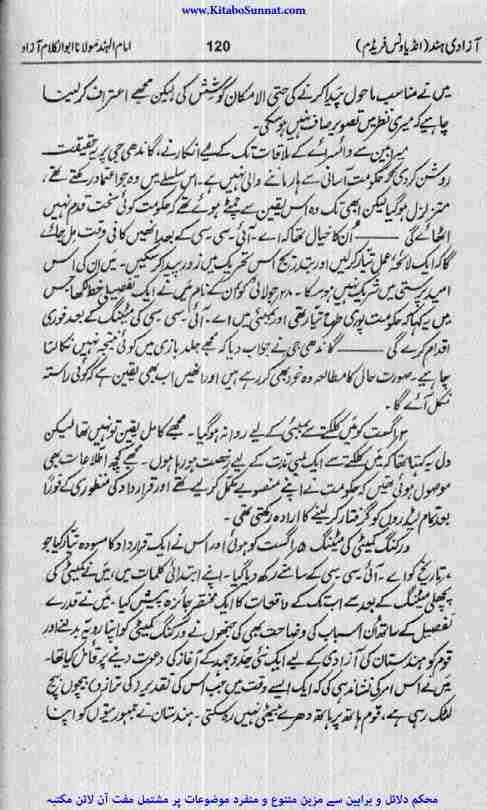 www.KitaboSunnat.com
آزادی ہند (انڈیا ونس فریڈم) 120 امام الہند مولانا ابوالکلام آزاد
میں نے مناسب ماحول پیدا کرنے کی حتی الامکان کوشش کی لیکن مجھے اعتراف کر لینا
چاہیے کہ میری نظر میں تصویر صاف نہیں ہو سکی۔
میرا بین سے وائسرائے کے ملاقات تک کے لیے انکار نے، گاندھی جی پر یہ حقیقت
روشن کر دی کہ حکومت آسانی سے ہار ماننے والی نہیں ہے۔ اس سلسلے میں وہ جو اعتماد رکھتے تھے،
متزلزل ہو گیا لیکن ابھی تک وہ اس یقین سے چمٹے ہوئے تھے کہ حکومت کوئی سخت قدم نہیں
اٹھائے گی ـــــ اُن کا خیال تھا کہ اے۔ آئی۔ سی۔ سی کے بعد انھیں کافی وقت مل جائے
گا کہ ایک لائحۂ عمل تیار کر لیں اور بتدریج اس تحریک میں زور پیدا کر سکیں۔ میں ان کی اس
امید پرستی میں شریک نہیں ہو سکا۔ ۲۸ جولائی کو ان کے نام میں نے ایک تفصیلی خط لکھا جس
میں یہ کہا کہ حکومت پوری طرح تیار تھی اور بمبئی میں اے۔ آئی۔ سی۔ سی کی میٹنگ کے بعد فوری
اقدام کرے گی ـــــ گاندھی جی نے جواب دیا کہ مجھے جلد بازی میں کوئی نتیجہ نہیں نکالنا
چاہیے۔ صورت حال کا مطالعہ وہ خود بھی کر رہے ہیں اور انھیں اب بھی یقین ہے کہ کوئی راستہ
نکل آئے گا۔
۳ اگست کو میں کلکتے سے بمبئی کے لیے روانہ ہو گیا۔ مجھے کامل یقین تو نہیں تھا لیکن
دل یہ کہتا تھا کہ میں کلکتے سے ایک لمبی مدت کے لیے رخصت ہو رہا ہوں۔ مجھے کچھ اطلاعات بھی
موصول ہوئی تھیں کہ حکومت نے اپنے منصوبے مکمل کر لیے تھے اور قرارداد کی منظوری کے فوراً
بعد تمام لیڈروں کو گرفتار کر لینے کا ارادہ رکھتی تھی۔
ورکنگ کمیٹی کی میٹنگ ۵ اگست کو ہوئی اور اس نے ایک قرارداد کا مسودہ تیار کیا جو
تاریخ کو اے۔ آئی۔ سی۔ سی کے سامنے رکھ دیا گیا۔ اپنے ابتدائی کلمات میں، میں نے کمیٹی کی
پچھلی میٹنگ کے بعد سے اب تک کے واقعات کا ایک مختصر جائزہ پیش کیا۔ میں نے قدرے
تفصیل کے ساتھ ان اسباب کی وضاحت بھی کی جنھوں نے ورکنگ کمیٹی کو اپنا رویہ بدلنے اور
قوم کو ہندستان کی آزادی کے لیے ایک نئی جدوجہد کے آغاز کی دعوت دینے پر قائل کیا تھا۔
میں نے اس امر کی نشاندہی کی کہ ایک ایسے وقت میں جب اس کی تقدیر (کی ترازو) بیچوں بیچ
لٹک رہی ہے، قوم ہاتھ پر ہاتھ دھرے بیٹھی نہیں رہ سکتی۔ ہندستان نے جمہوریتوں کو اپنا
محکم دلائل و براہین سے مزین متنوع و منفرد موضوعات پر مشتمل مفت آن لائن مکتبہ